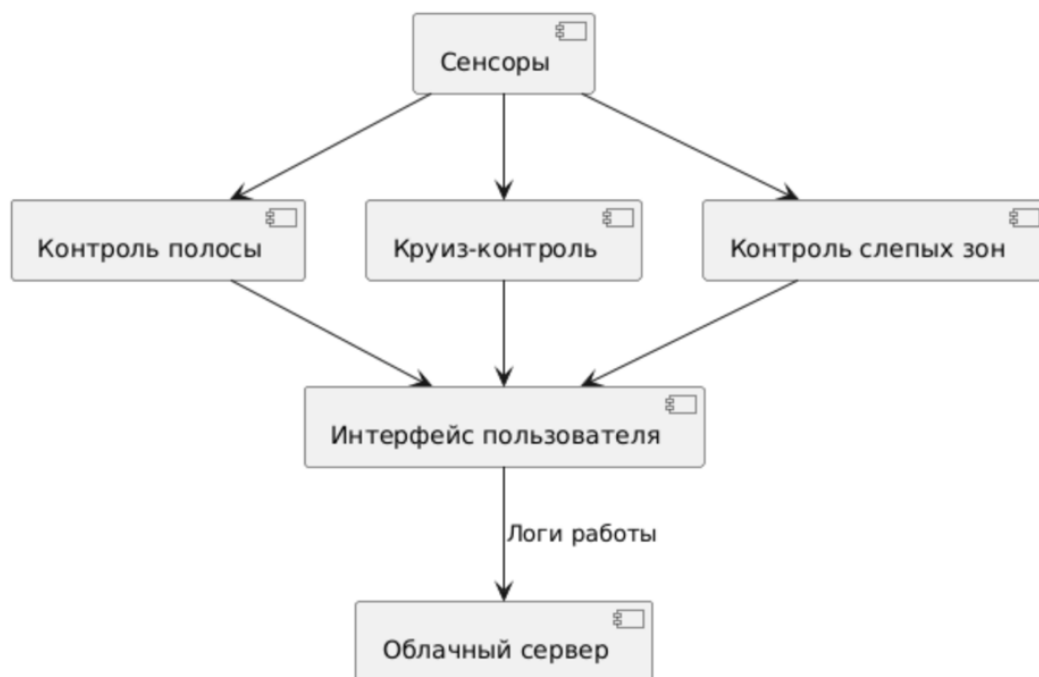 Сенсоры
Контроль полосы
Круиз-контроль
Контроль слепых зон
Интерфейс пользователя
Логи работы
Облачный сервер